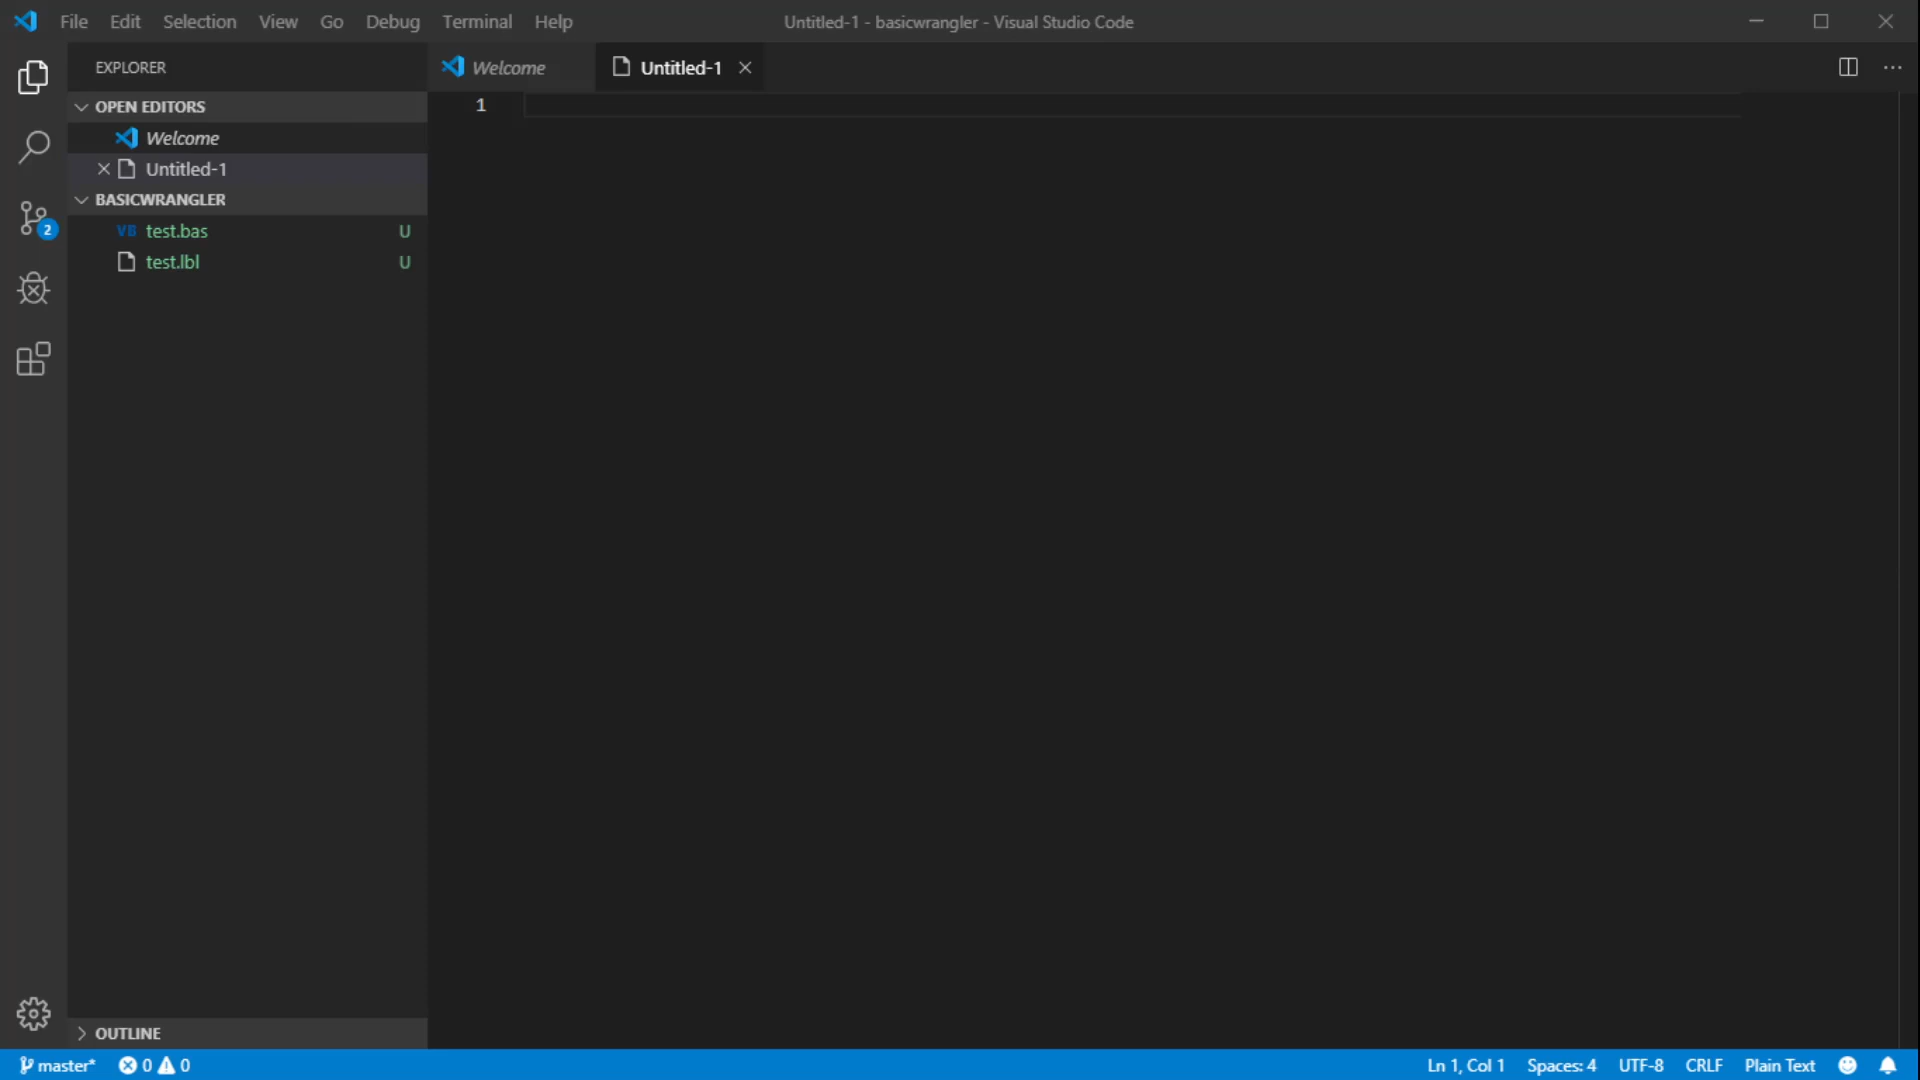 File Edit Selection View Go Debug Terminal Help
Untitled-1 - basicwrangler - Visual Studio Code
EXPLORER
Welcome
Untitled-1
OPEN EDITORS
Welcome
Untitled-1
BASICWRANGLER
VB test.bas U
test.lbl U
2
1
OUTLINE
master* 0 0 Ln 1, Col 1 Spaces: 4 UTF-8 CRLF Plain Text